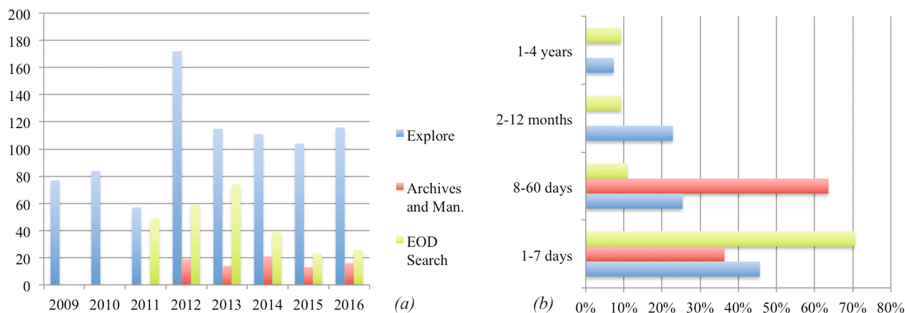 200
180
160
140
120
100
80
60
40
20
0
2009 2010 2011 2012 2013 2014 2015 2016
Explore
Archives
and Man.
EOD
Search
(a)
1-4 years
2-12 months
8-60 days
1-7 days
(b)
0% 10% 20% 30% 40% 50% 60% 70% 80%